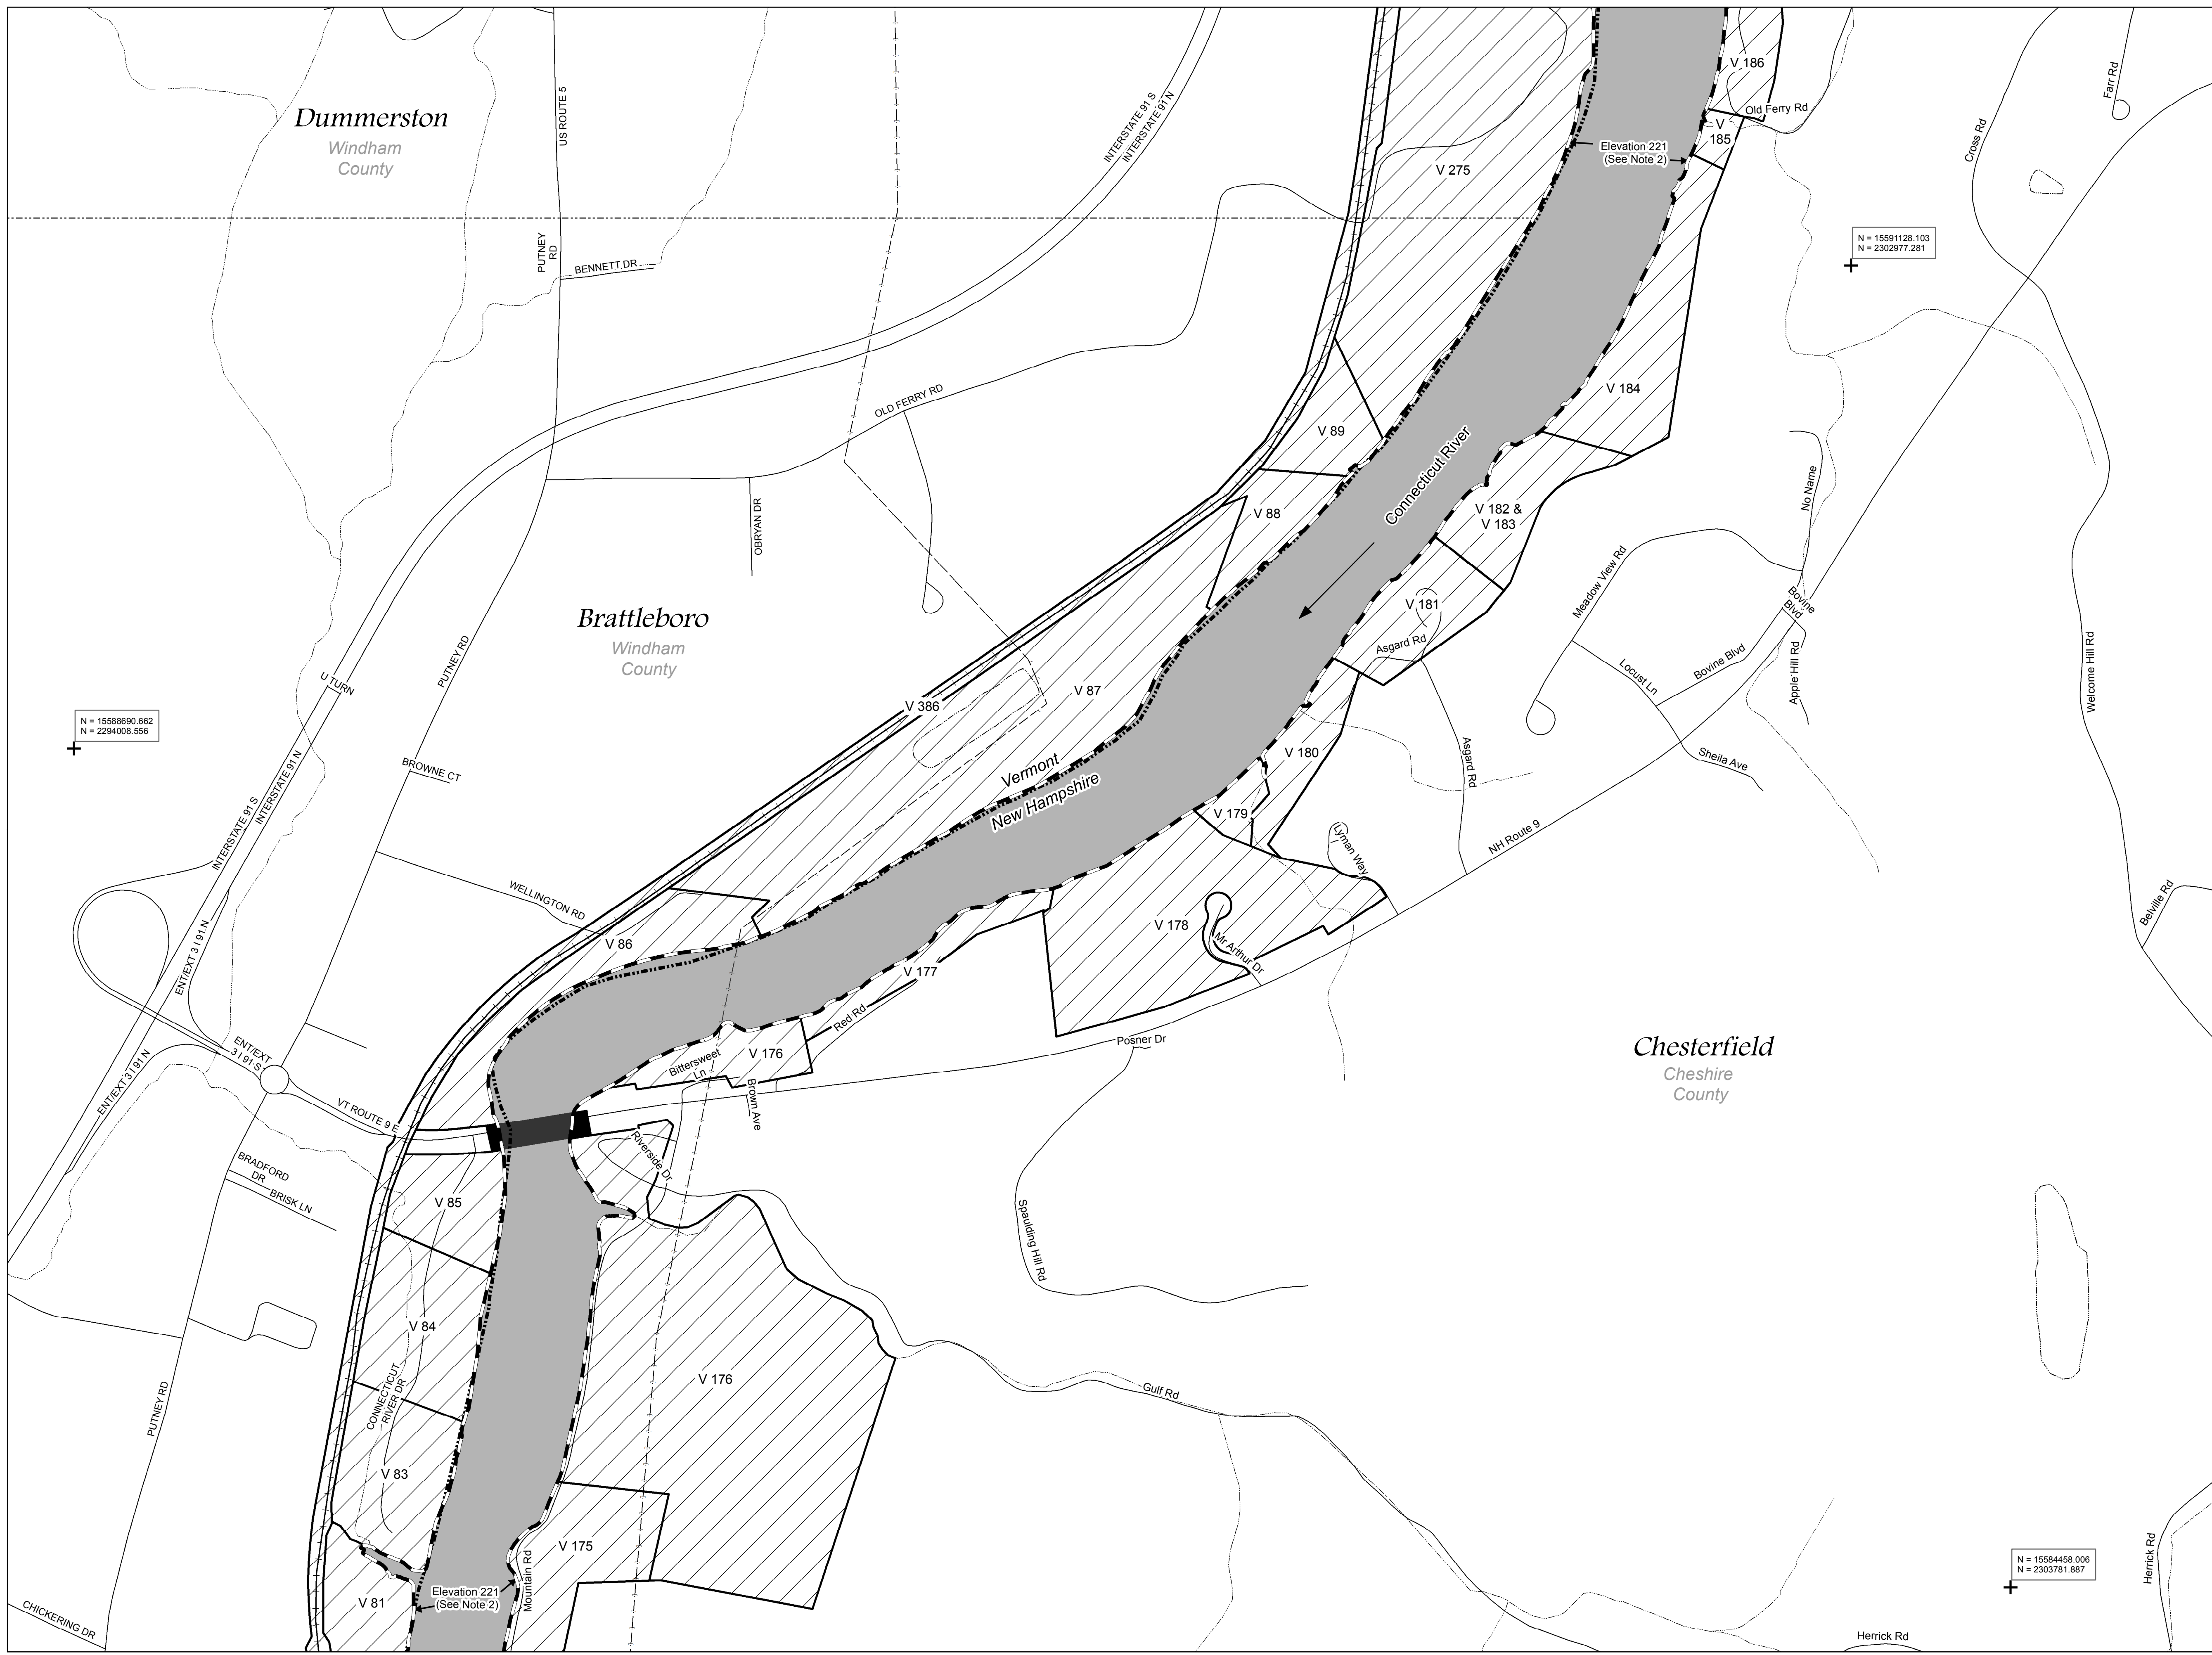 Dummerston
Windham
County
US ROUTE 5
PUTNEY
RD
BENNETT DR
INTERSTATE 91 S
INTERSTATE 91 N
V 275
Elevation 221
(See Note 2)
V 186
Old Ferry Rd
V
185
Cross Rd
Farr Rd
N = 15591128.103
N = 2302977.281
V 184
V 89
V 88
Connecticut River
V 182 &
V 183
V 181
Asgard Rd
Meadow View Rd
No Name
Bovine
Blvd
Bovine Blvd
Locust Ln
Apple Hill Rd
Sheila Ave
Welcome Hill Rd
OLD FERRY RD
OBRYAN DR
Brattleboro
Windham
County
PUTNEY RD
U TURN
N = 15588690.662
N = 2294008.556
INTERSTATE 91 S
INTERSTATE 91 N
BROWNE CT
V 386
V 87
Vermont
New Hampshire
V 180
V 179
Asgard Rd
Lyman Way
NH Route 9
Belville Rd
WELLINGTON RD
V 86
V 178
Mr Arthur Dr
V 177
Red Rd
Posner Dr
V 176
Bittersweet
Ln
Brown Ave
ENT/EXT 3 I 91 N
ENT/EXT
3 I 91 S
ENT/EXT 3 I 91 N
VT ROUTE 9 E
Riverside Dr
BRADFORD
DR
BRISK LN
V 85
Chesterfield
Cheshire
County
Spaulding Hill Rd
V 84
CONNECTICUT
RIVER DR
V 176
Gulf Rd
PUTNEY RD
V 83
V 175
Mountain Rd
V 81
Elevation 221
(See Note 2)
CHICKERING DR
N = 15584458.006
N = 2303781.887
Herrick Rd
Herrick Rd